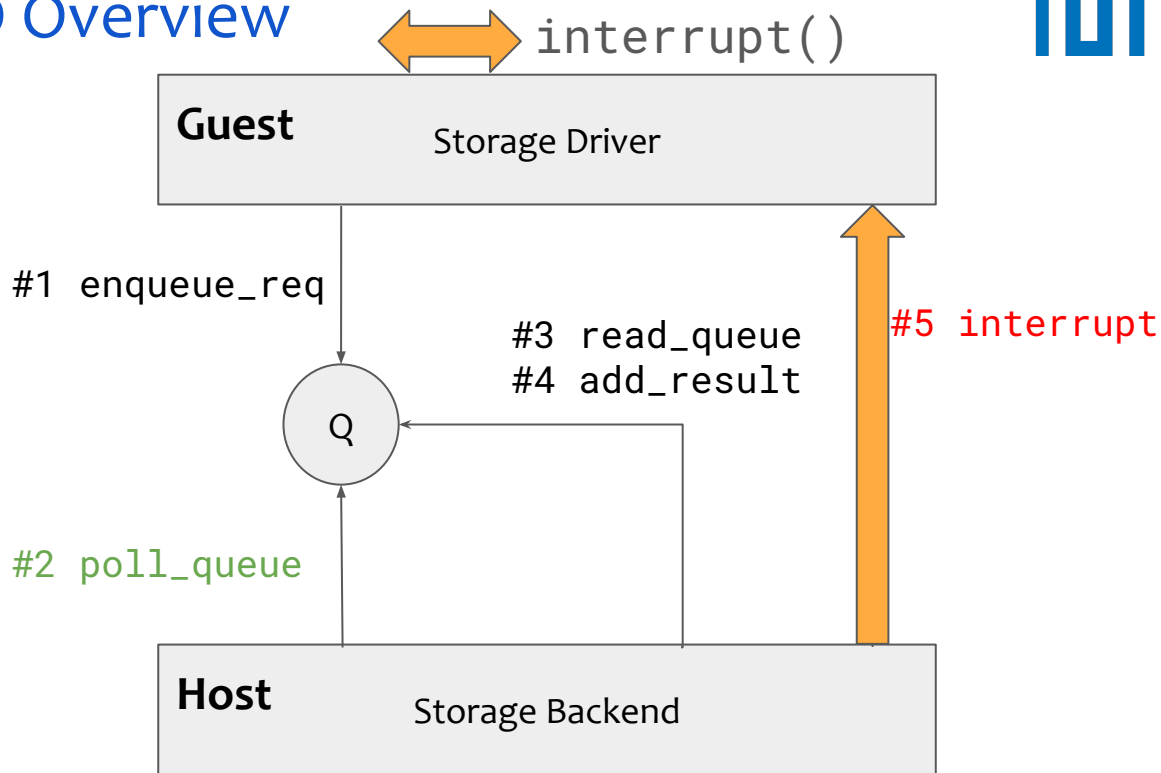 Overview
interrupt()
Guest
Storage Driver
#1 enqueue_req
#3 read_queue
#5 interrupt
#4 add_result
Q
#2 poll_queue
Host
Storage Backend